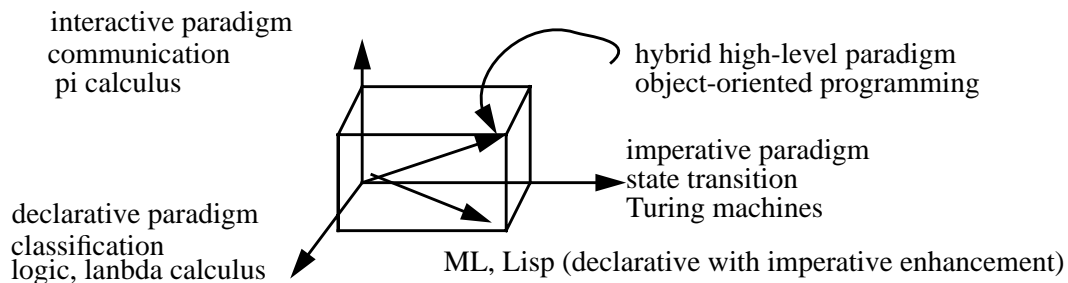 interactive paradigm
communication
pi calculus
hybrid high-level paradigm
object-oriented programming
imperative paradigm
state transition
Turing machines
declarative paradigm
classification
logic, lanbda calculus
ML, Lisp (declarative with imperative enhancement)